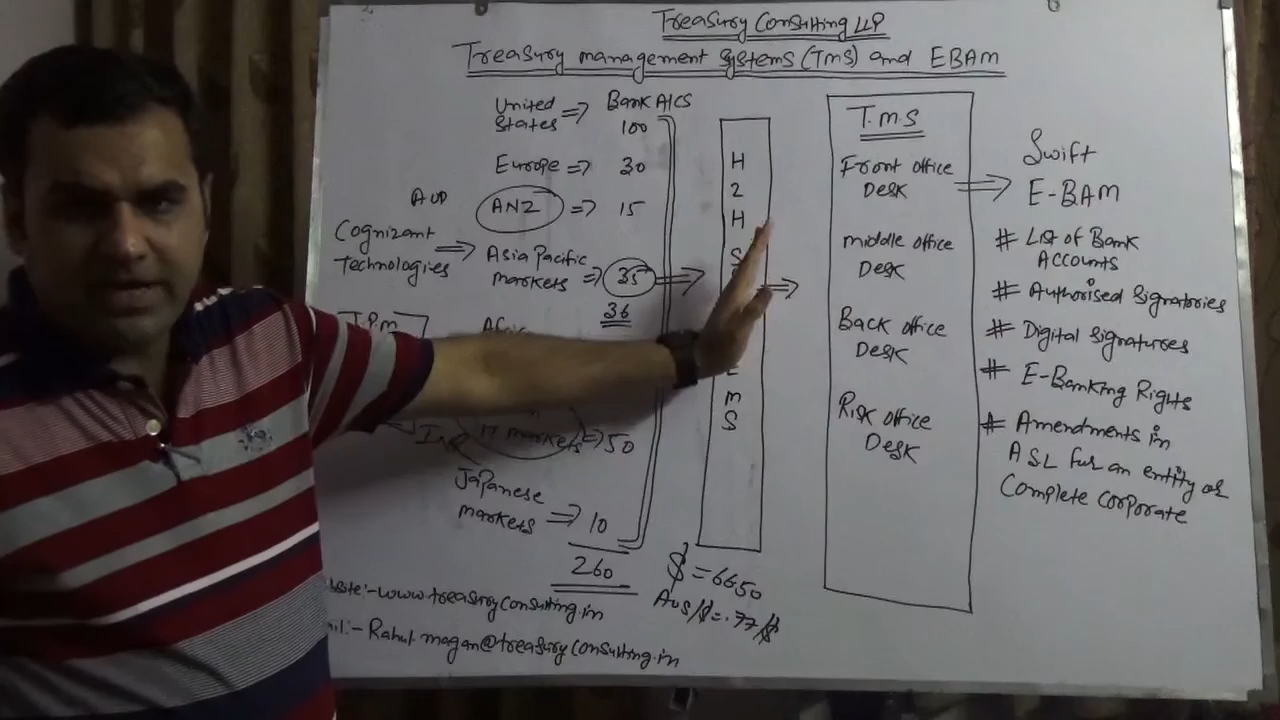 Treasury Consulting LLP
Treasury management systems (TMS) and EBAM
United States => Bank A/CS 100
Europe => 30
AUD
ANZ => 15
Cognizant Technologies => Asia Pacific markets => 35
36
J.P.M
17 markets => 50
Japanese markets => 10
260
$ = 6650
Aus/$ = .77 $
www.treasuryconsulting.in
Rahul.magan@treasuryconsulting.in
H
2
H
S
E
m
S
T.M.S
Front office Desk
middle office Desk
Back office Desk
Risk office Desk
Swift
E-BAM
# List of Bank Accounts
# Authorised Signatories
# Digital Signatures
# E-Banking Rights
# Amendments in
ASL for an entity or
Complete corporate